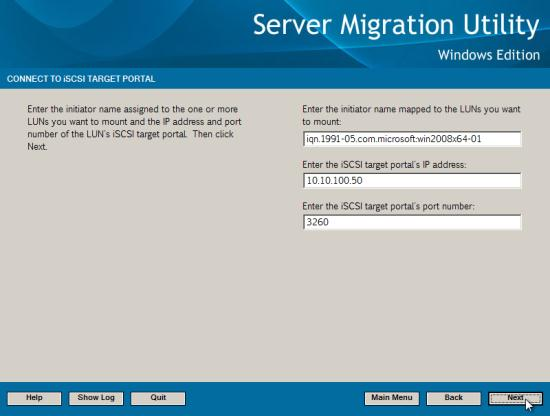 Server Migration Utility
Windows Edition
CONNECT TO iSCSI TARGET PORTAL
Enter the initiator name assigned to the one or more
LUNs you want to mount and the IP address and port
number of the LUN's iSCSI target portal. Then click
Next.
Enter the initiator name mapped to the LUNs you want
to mount:
iqn.1991-05.com.microsoft:win2008x64-01
Enter the iSCSI target portal's IP address:
10.10.100.50
Enter the iSCSI target portal's port number:
3260
Help
Show Log
Quit
Main Menu
Back
Next